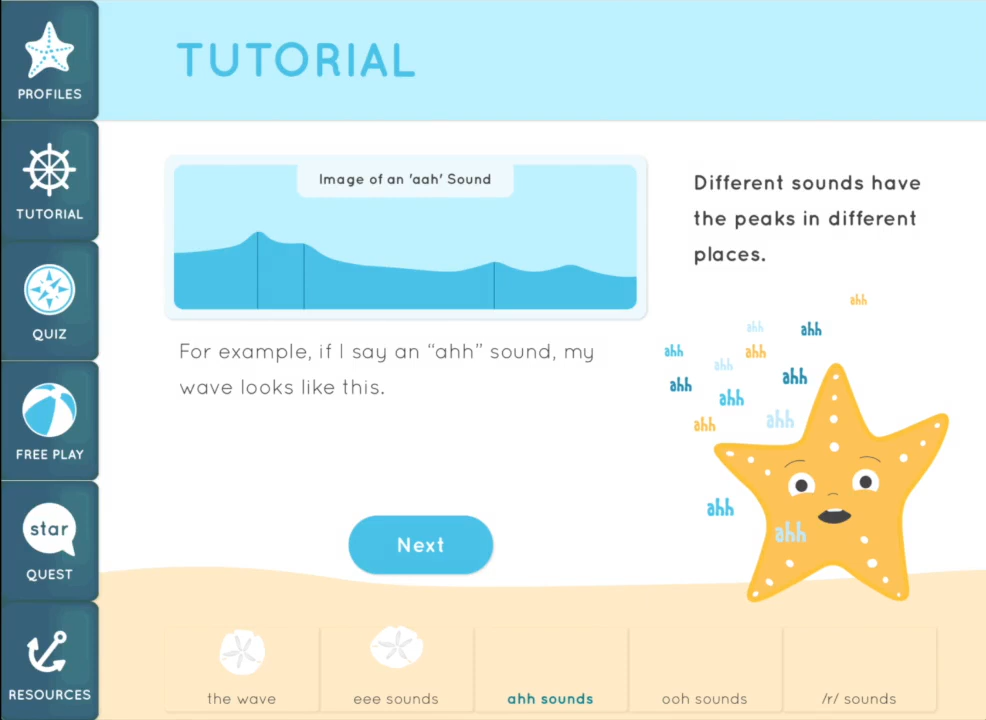 PROFILES
TUTORIAL
QUIZ
FREE PLAY
star
QUEST
RESOURCES
TUTORIAL
Image of an 'aah' Sound
For example, if I say an “ahh” sound, my
wave looks like this.
Next
Different sounds have
the peaks in different
places.
ahh
ahh
ahh
ahh
ahh
ahh
ahh
ahh
ahh
ahh
ahh
ahh
ahh
the wave
eee sounds
ahh sounds
ooh sounds
/r/ sounds